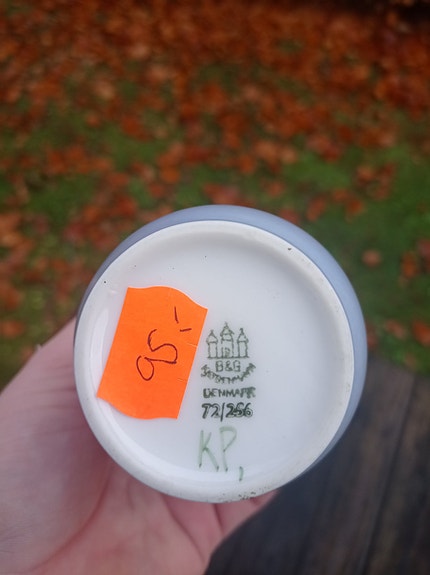 95,-
B&G
DENMARK
72/256
KP,